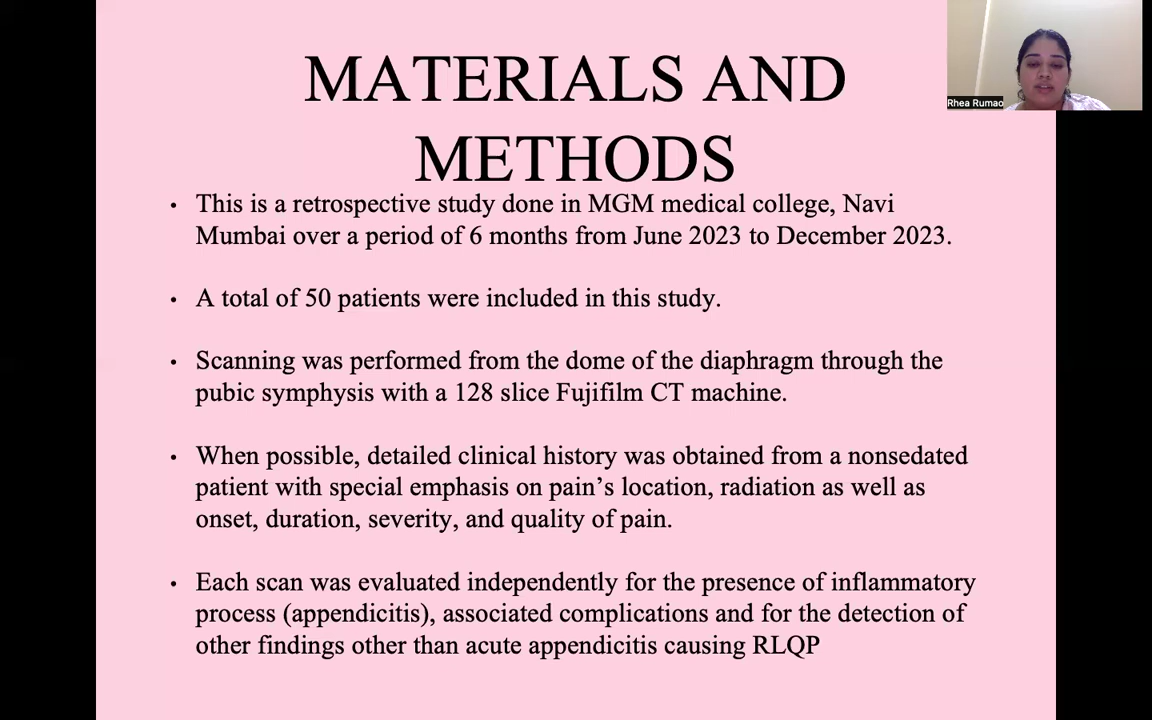 MATERIALS AND
METHODS
Rhea Rumao
• This is a retrospective study done in MGM medical college, Navi
Mumbai over a period of 6 months from June 2023 to December 2023.
• A total of 50 patients were included in this study.
• Scanning was performed from the dome of the diaphragm through the
pubic symphysis with a 128 slice Fujifilm CT machine.
• When possible, detailed clinical history was obtained from a nonsedated
patient with special emphasis on pain’s location, radiation as well as
onset, duration, severity, and quality of pain.
• Each scan was evaluated independently for the presence of inflammatory
process (appendicitis), associated complications and for the detection of
other findings other than acute appendicitis causing RLQP